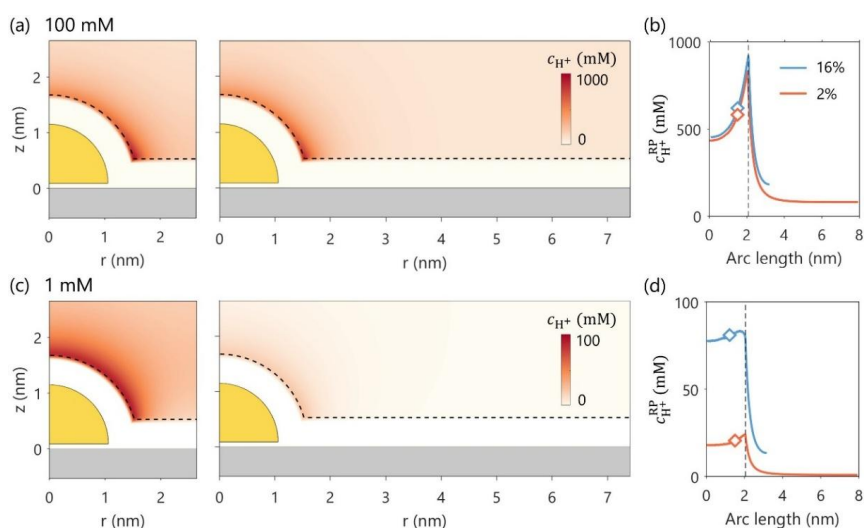 (a) 100 mM
z (nm)
2
1
0
0 1 2
r (nm)
c_H+ (mM)
1000
0
0 1 2 3 4 5 6 7
r (nm)
(b)
c_H+^RP (mM)
1000
500
0
16%
2%
0 2 4 6 8
Arc length (nm)
(c) 1 mM
z (nm)
2
1
0
0 1 2
r (nm)
c_H+ (mM)
100
0
0 1 2 3 4 5 6 7
r (nm)
(d)
c_H+^RP (mM)
100
50
0
0 2 4 6 8
Arc length (nm)